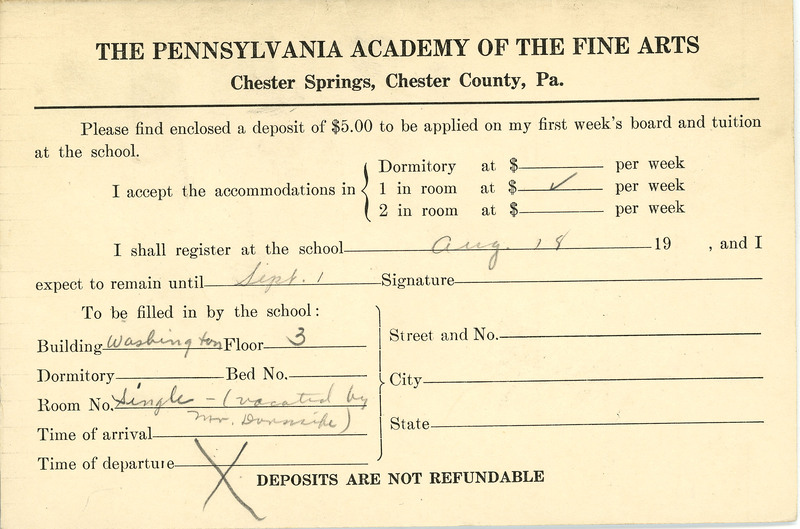 THE PENNSYLVANIA ACADEMY OF THE FINE ARTS
Chester Springs, Chester County, Pa.
Please find enclosed a deposit of $5.00 to be applied on my first week's board and tuition
at the school.
I accept the accommodations in
Dormitory at $ per week
1 in room at $ ✓ per week
2 in room at $ per week
I shall register at the school Aug. 18 19 , and I
expect to remain until Sept. 1 Signature
To be filled in by the school:
Building Washington Floor 3
Dormitory Bed No.
Room No. Single - (vacated by
Mr.
Time of arrival
Time of departure
Street and No.
City
State
DEPOSITS ARE NOT REFUNDABLE